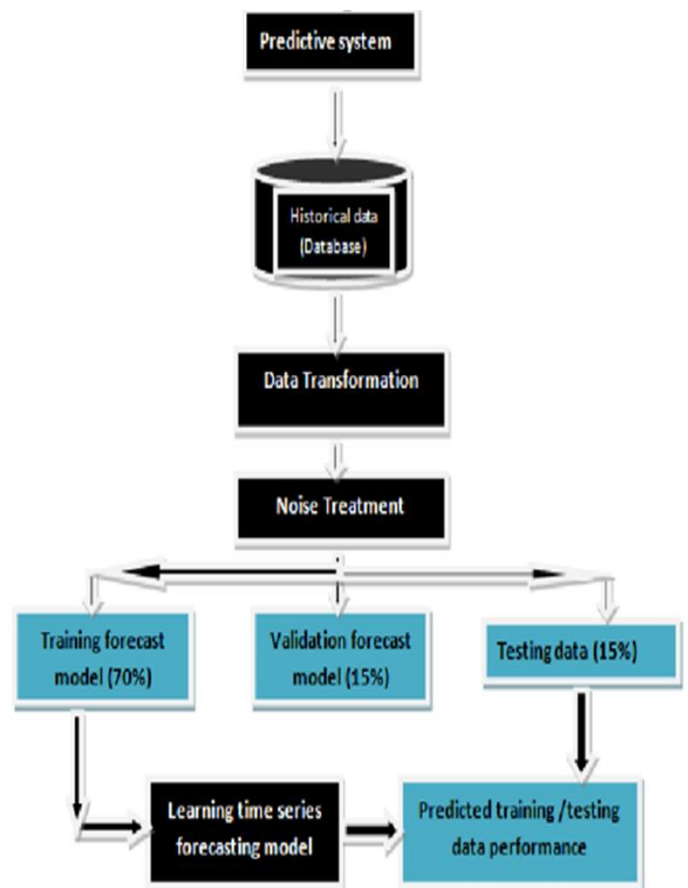 Predictive system
Historical data
(Database)
Data Transformation
Noise Treatment
Training forecast
model (70%)
Validation forecast
model (15%)
Testing data (15%)
Learning time series
forecasting model
Predicted training /testing
data performance